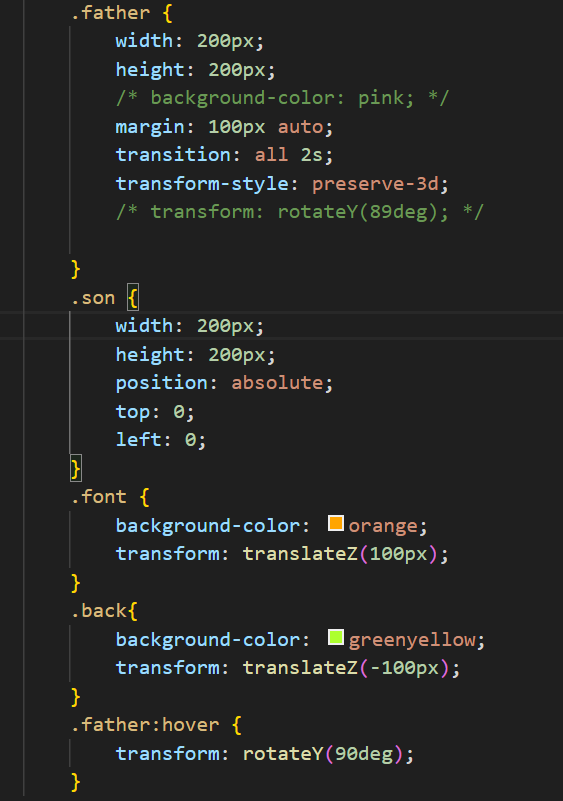 .father {
width: 200px;
height: 200px;
/* background-color: pink; */
margin: 100px auto;
transition: all 2s;
transform-style: preserve-3d;
/* transform: rotateY(89deg); */
}
.son {
width: 200px;
height: 200px;
position: absolute;
top: 0;
left: 0;
}
.font {
background-color: orange;
transform: translateZ(100px);
}
.back{
background-color: greenyellow;
transform: translateZ(-100px);
}
.father:hover {
transform: rotateY(90deg);
}